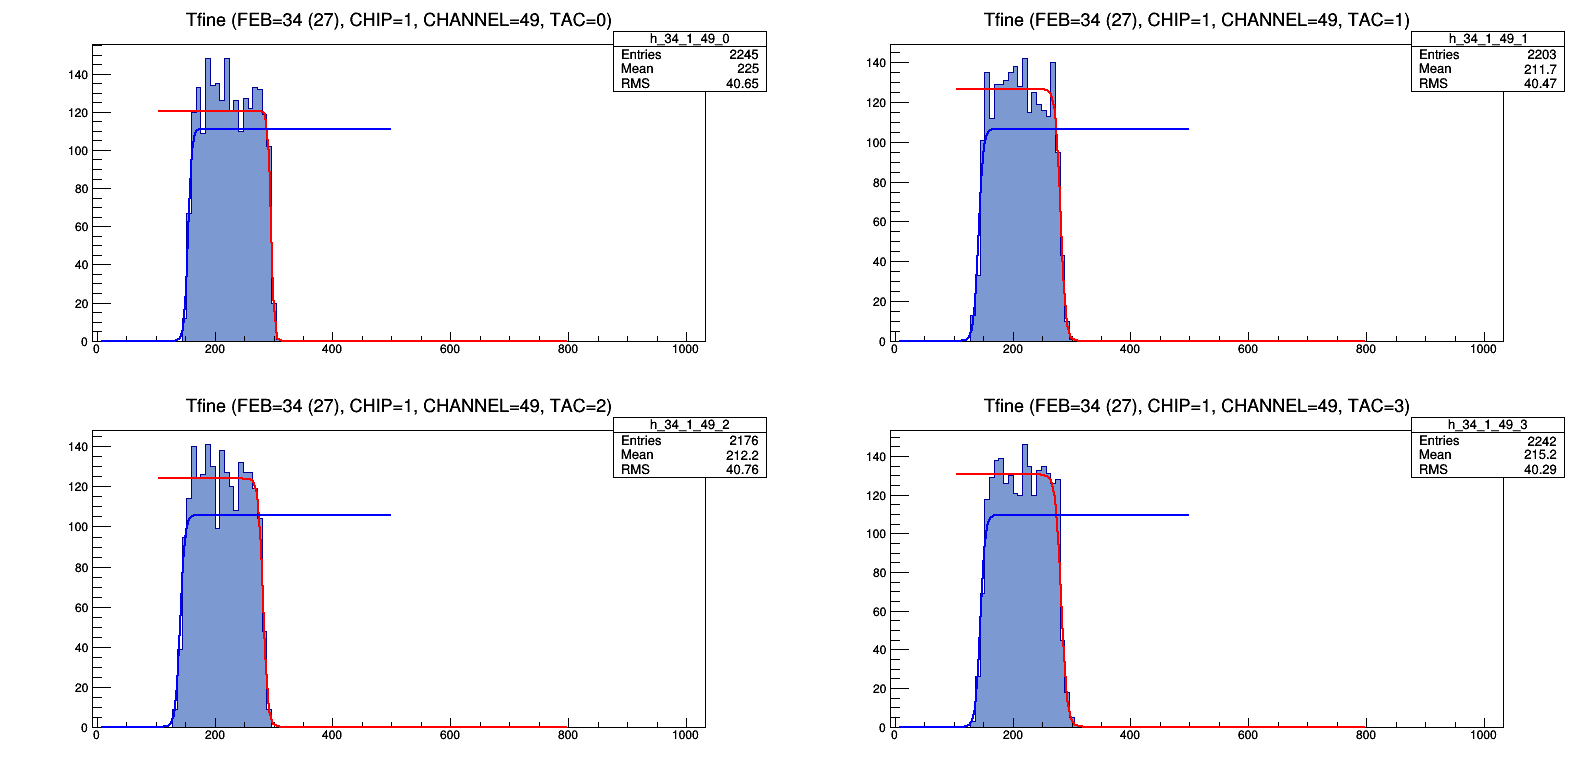 Tfine (FEB=34 (27), CHIP=1, CHANNEL=49, TAC=0)
h_34_1_49_0
Entries 2245
Mean 225
RMS 40.65
140
120
100
80
60
40
20
0
0 200 400 600 800 1000
Tfine (FEB=34 (27), CHIP=1, CHANNEL=49, TAC=1)
h_34_1_49_1
Entries 2203
Mean 211.7
RMS 40.47
140
120
100
80
60
40
20
0
0 200 400 600 800 1000
Tfine (FEB=34 (27), CHIP=1, CHANNEL=49, TAC=2)
h_34_1_49_2
Entries 2176
Mean 212.2
RMS 40.76
140
120
100
80
60
40
20
0
0 200 400 600 800 1000
Tfine (FEB=34 (27), CHIP=1, CHANNEL=49, TAC=3)
h_34_1_49_3
Entries 2242
Mean 215.2
RMS 40.29
140
120
100
80
60
40
20
0
0 200 400 600 800 1000